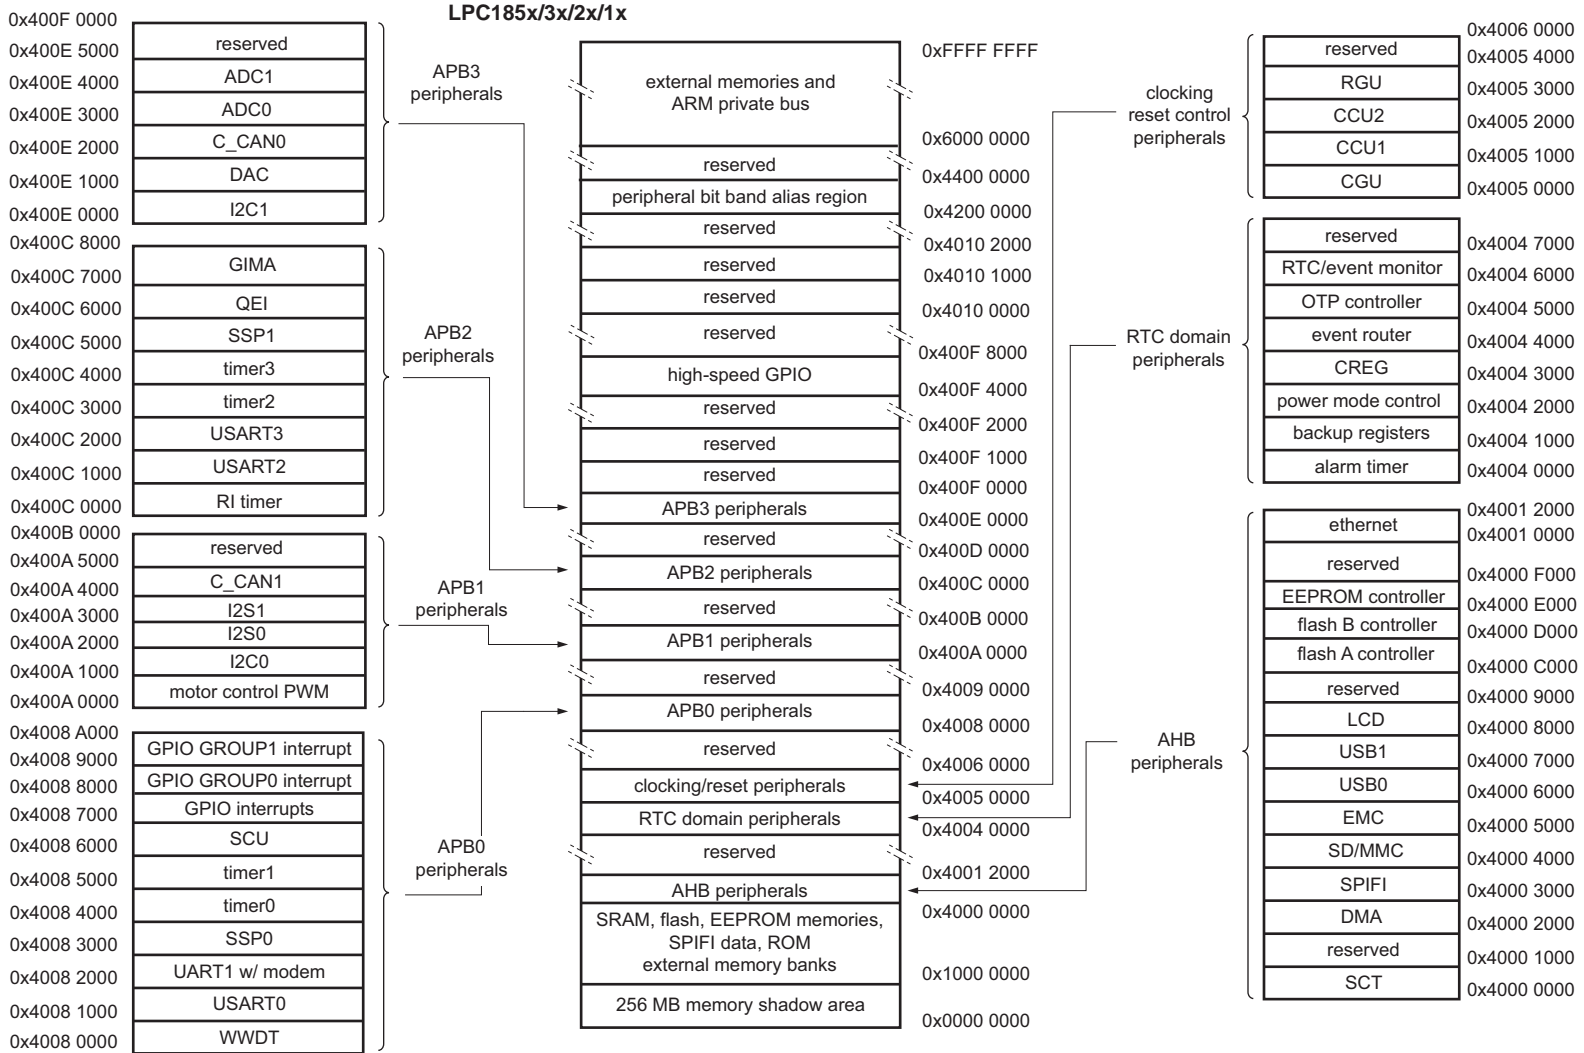 LPC185x/3x/2x/1x
0x400F 0000
reserved
0x400E 5000
ADC1
0x400E 4000
ADC0
0x400E 3000
C_CAN0
0x400E 2000
DAC
0x400E 1000
I2C1
0x400E 0000
APB3
peripherals
0x400C 8000
GIMA
0x400C 7000
QEI
0x400C 6000
SSP1
0x400C 5000
timer3
0x400C 4000
timer2
0x400C 3000
USART3
0x400C 2000
USART2
0x400C 1000
RI timer
0x400C 0000
APB2
peripherals
0x400B 0000
reserved
0x400A 5000
C_CAN1
0x400A 4000
I2S1
0x400A 3000
I2S0
0x400A 2000
I2C0
0x400A 1000
motor control PWM
0x400A 0000
APB1
peripherals
0x4008 A000
GPIO GROUP1 interrupt
0x4008 9000
GPIO GROUP0 interrupt
0x4008 8000
GPIO interrupts
0x4008 7000
SCU
0x4008 6000
timer1
0x4008 5000
timer0
0x4008 4000
SSP0
0x4008 3000
UART1 w/ modem
0x4008 2000
USART0
0x4008 1000
WWDT
0x4008 0000
APB0
peripherals
0xFFFF FFFF
external memories and
ARM private bus
0x6000 0000
reserved
0x4400 0000
peripheral bit band alias region
0x4200 0000
reserved
0x4010 2000
reserved
0x4010 1000
reserved
0x4010 0000
reserved
0x400F 8000
high-speed GPIO
0x400F 4000
reserved
0x400F 2000
reserved
0x400F 1000
reserved
0x400F 0000
APB3 peripherals
0x400E 0000
reserved
0x400D 0000
APB2 peripherals
0x400C 0000
reserved
0x400B 0000
APB1 peripherals
0x400A 0000
reserved
0x4009 0000
APB0 peripherals
0x4008 0000
reserved
0x4006 0000
clocking/reset peripherals
0x4005 0000
RTC domain peripherals
0x4004 0000
reserved
0x4001 2000
AHB peripherals
0x4000 0000
SRAM, flash, EEPROM memories,
SPIFI data, ROM
external memory banks
0x1000 0000
256 MB memory shadow area
0x0000 0000
clocking
reset control
peripherals
0x4006 0000
reserved
0x4005 4000
RGU
0x4005 3000
CCU2
0x4005 2000
CCU1
0x4005 1000
CGU
0x4005 0000
RTC domain
peripherals
reserved
0x4004 7000
RTC/event monitor
0x4004 6000
OTP controller
0x4004 5000
event router
0x4004 4000
CREG
0x4004 3000
power mode control
0x4004 2000
backup registers
0x4004 1000
alarm timer
0x4004 0000
AHB
peripherals
0x4001 2000
ethernet
0x4001 0000
reserved
0x4000 F000
EEPROM controller
0x4000 E000
flash B controller
0x4000 D000
flash A controller
0x4000 C000
reserved
0x4000 9000
LCD
0x4000 8000
USB1
0x4000 7000
USB0
0x4000 6000
EMC
0x4000 5000
SD/MMC
0x4000 4000
SPIFI
0x4000 3000
DMA
0x4000 2000
reserved
0x4000 1000
SCT
0x4000 0000